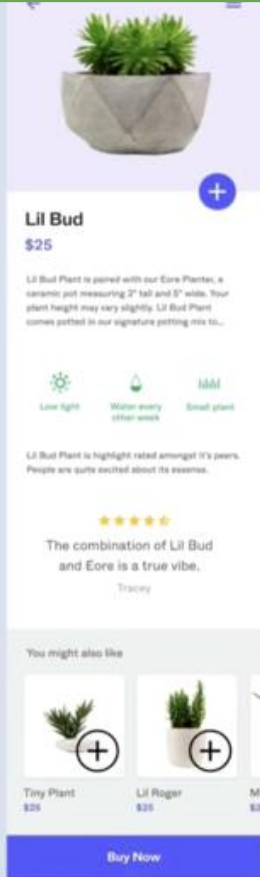 Lil Bud
$25
Lil Bud Plant is paired with our Eore Planter, a
ceramic pot measuring 3" tall and 5" wide. Your
plant height may vary slightly. Lil Bud Plant
comes potted in our signature potting mix to...
Low light
Water every
other week
Small plant
Lil Bud Plant is highlight rated amongst it's peers.
People are quite excited about its essense.
The combination of Lil Bud
and Eore is a true vibe.
Tracey
You might also like
Tiny Plant
$25
Lil Roger
$25
M
Buy Now